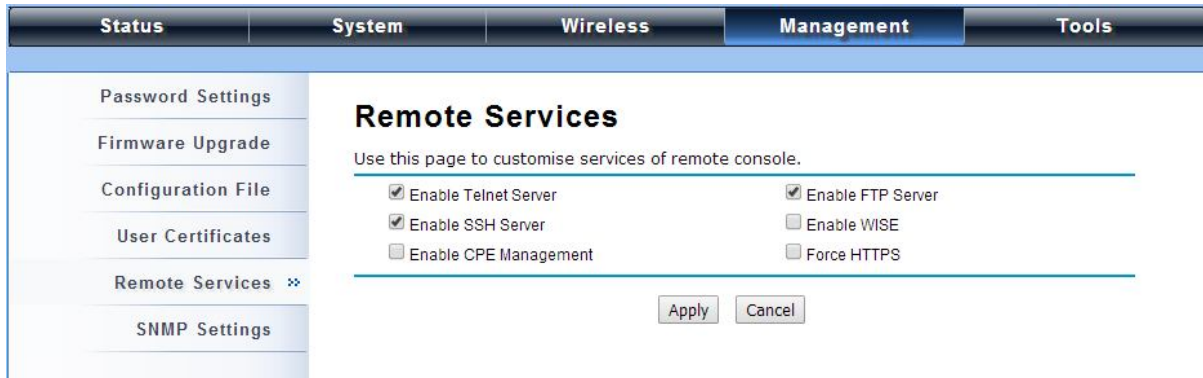 Status System Wireless Management Tools
Password Settings
Firmware Upgrade
Configuration File
User Certificates
Remote Services »
SNMP Settings
Remote Services
Use this page to customise services of remote console.
Enable Telnet Server Enable FTP Server
Enable SSH Server Enable WISE
Enable CPE Management Force HTTPS
Apply Cancel